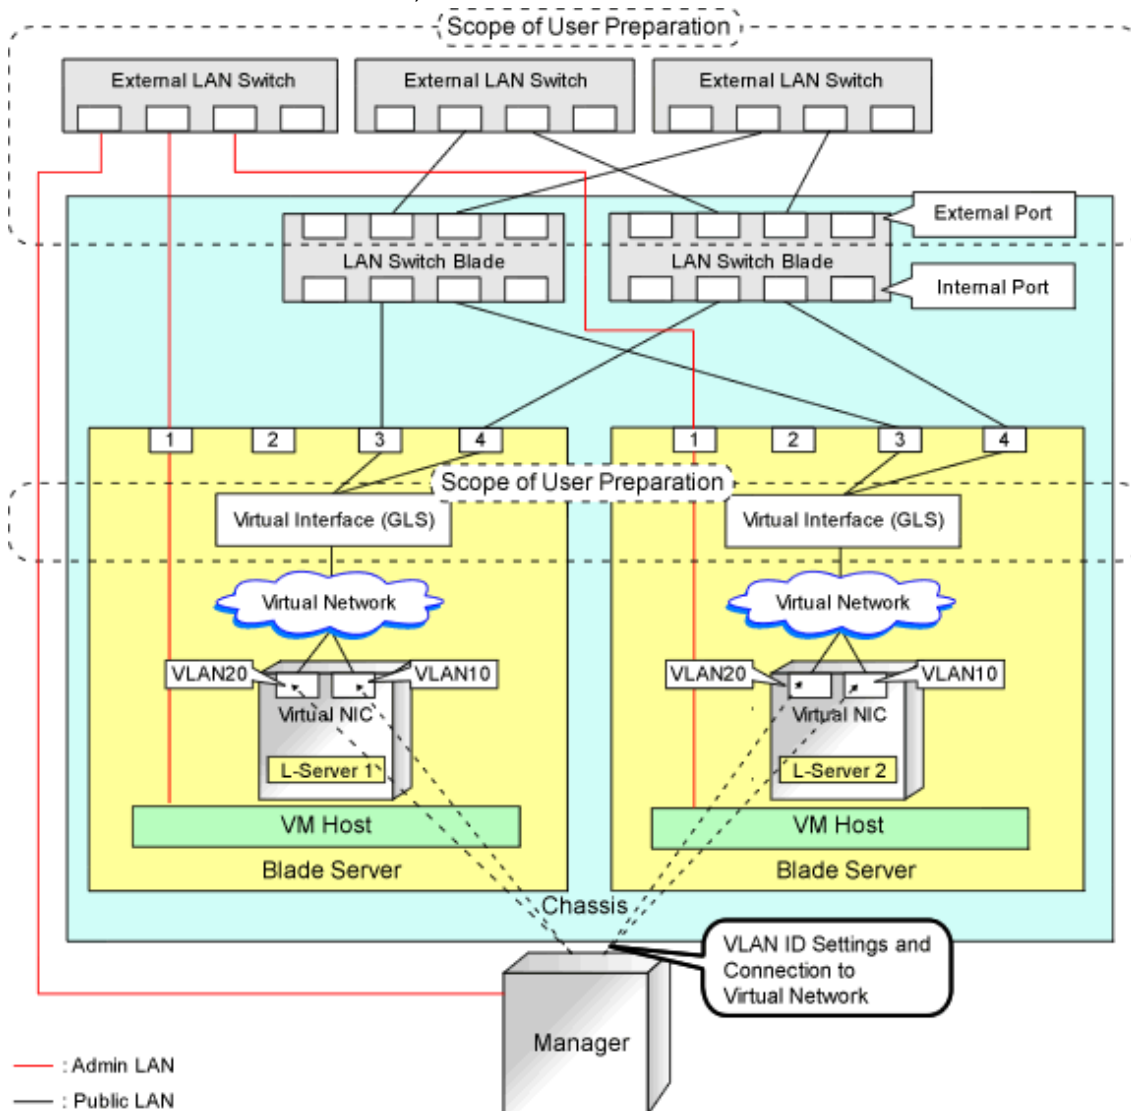 Scope of User Preparation
External LAN Switch
External LAN Switch
External LAN Switch
External Port
LAN Switch Blade
LAN Switch Blade
Internal Port
1
2
3
4
1
2
3
4
Scope of User Preparation
Virtual Interface (GLS)
Virtual Interface (GLS)
Virtual Network
Virtual Network
VLAN20
VLAN10
VLAN20
VLAN10
Virtual NIC
Virtual NIC
L-Server 1
L-Server 2
VM Host
VM Host
Blade Server
Blade Server
Chassis
VLAN ID Settings and
Connection to
Virtual Network
Manager
: Admin LAN
: Public LAN